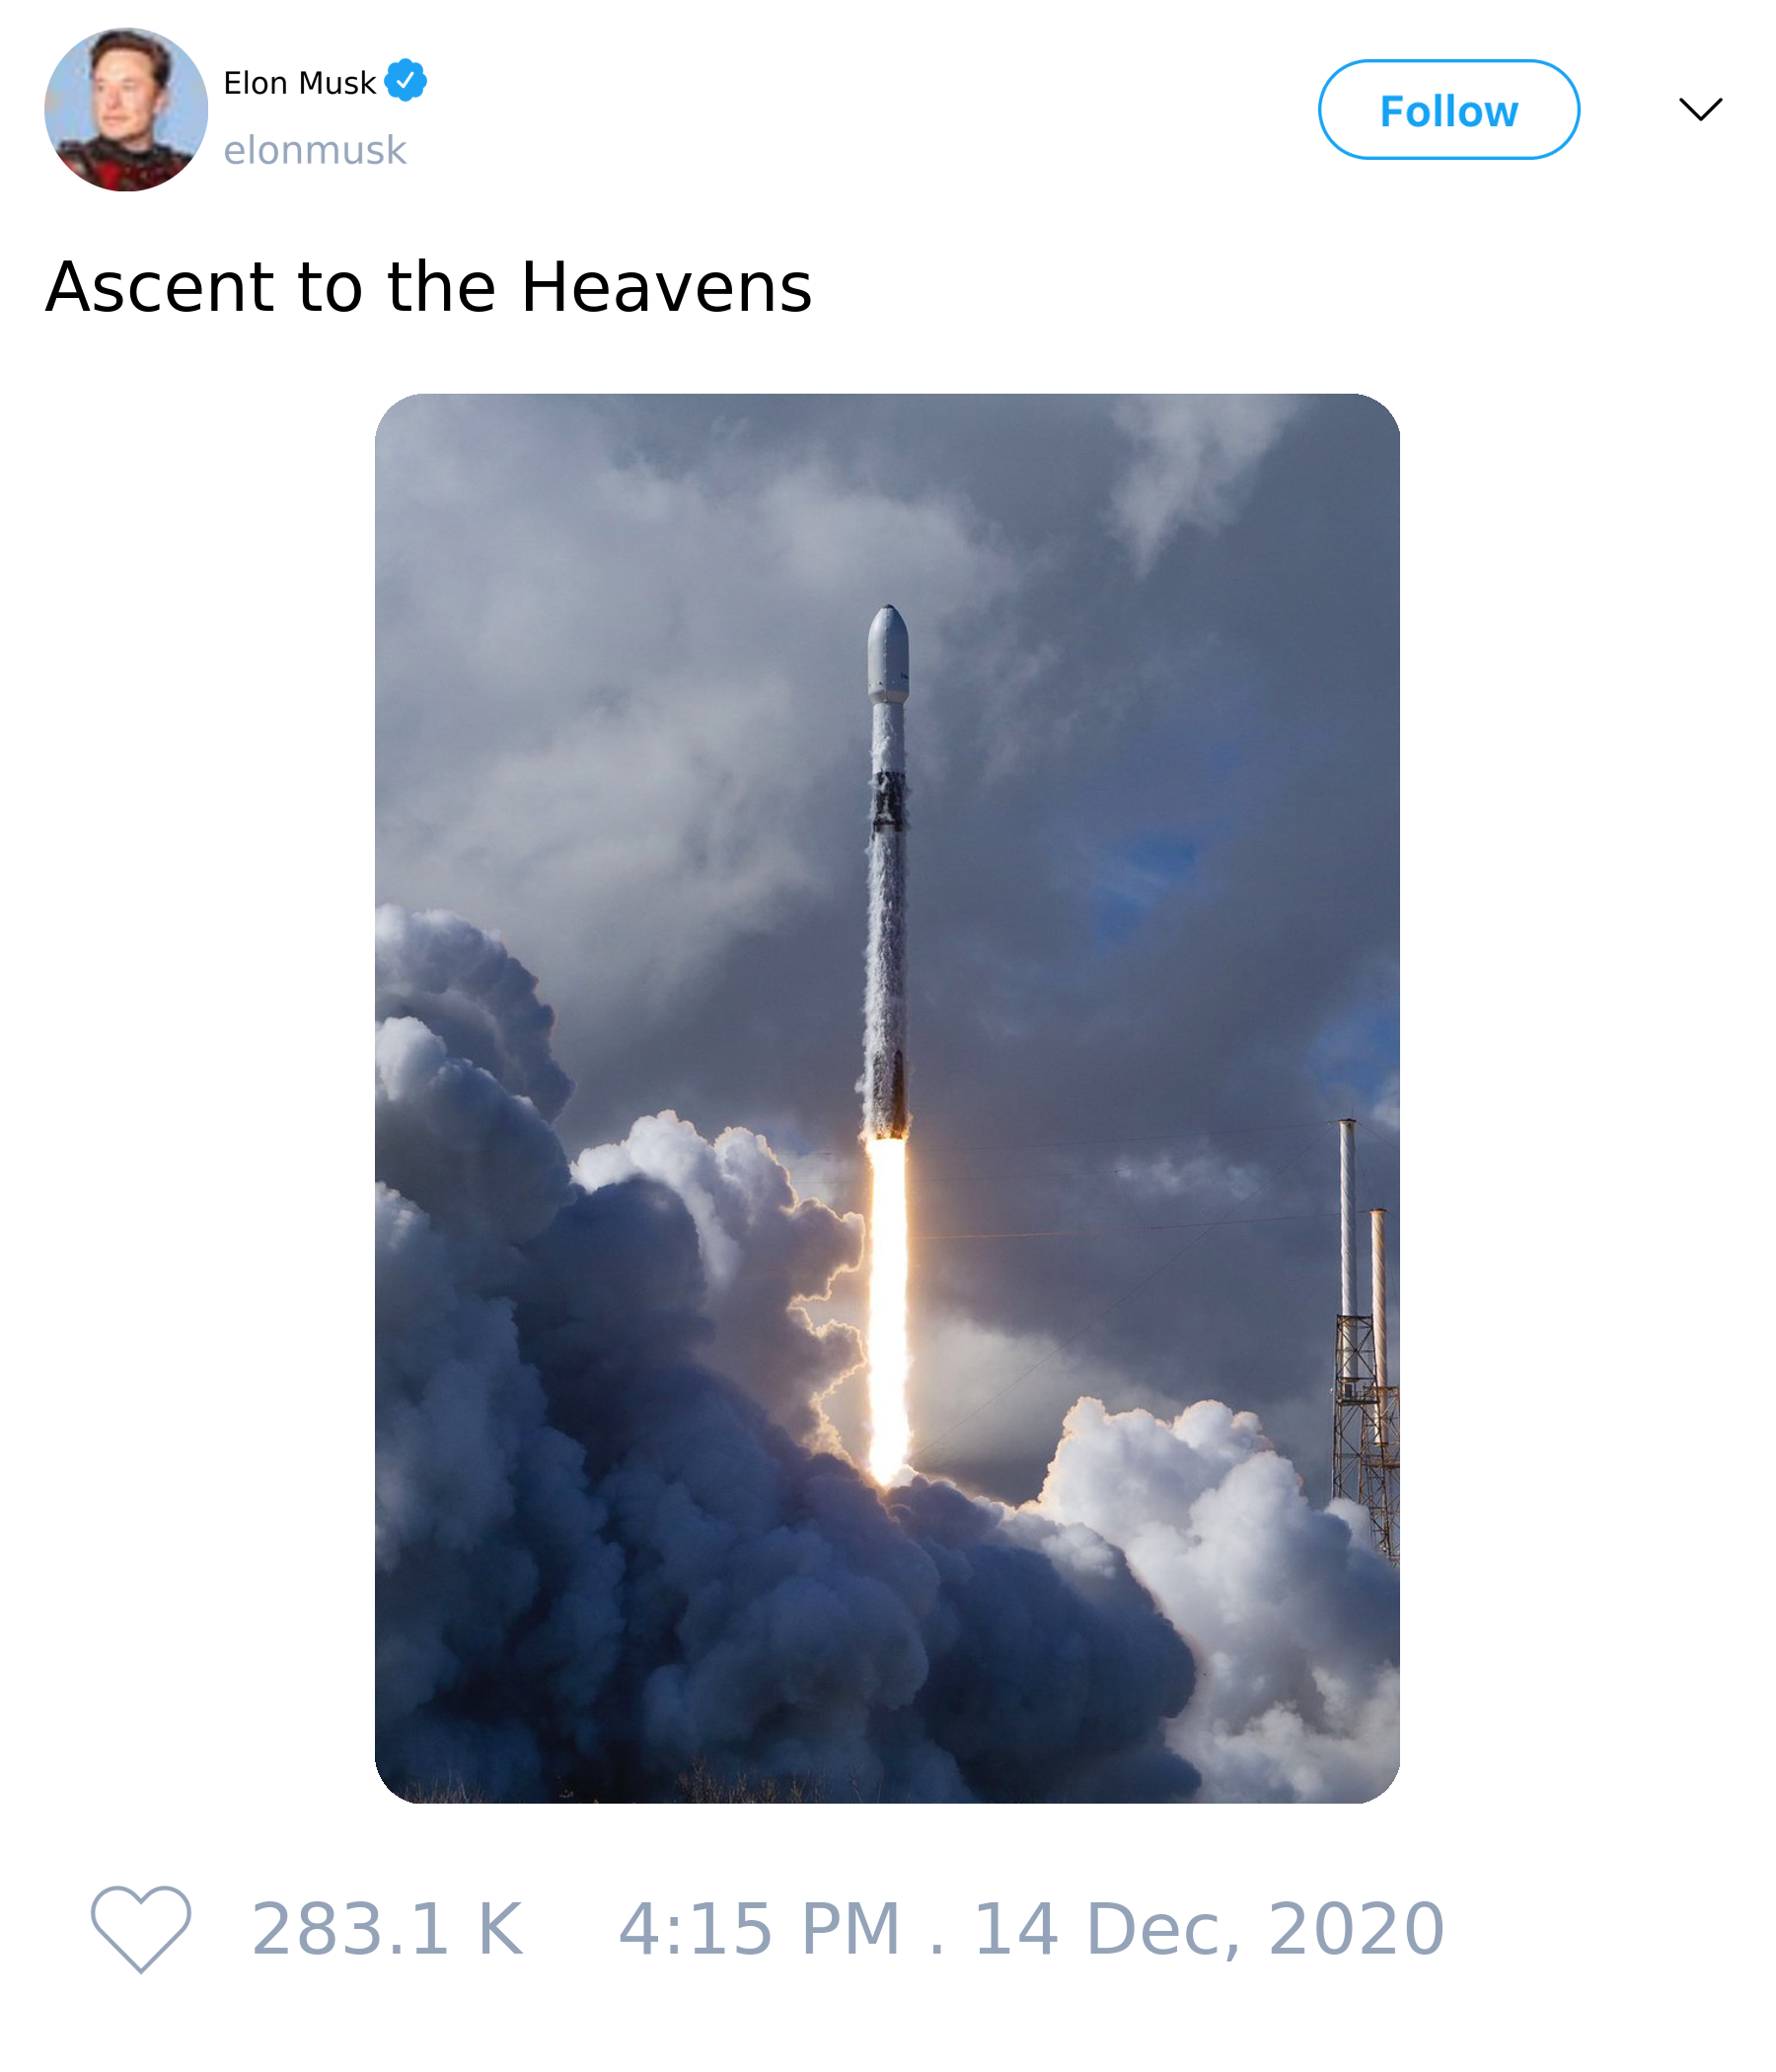 Elon Musk
elonmusk
Follow
Ascent to the Heavens
283.1 K 4:15 PM . 14 Dec, 2020